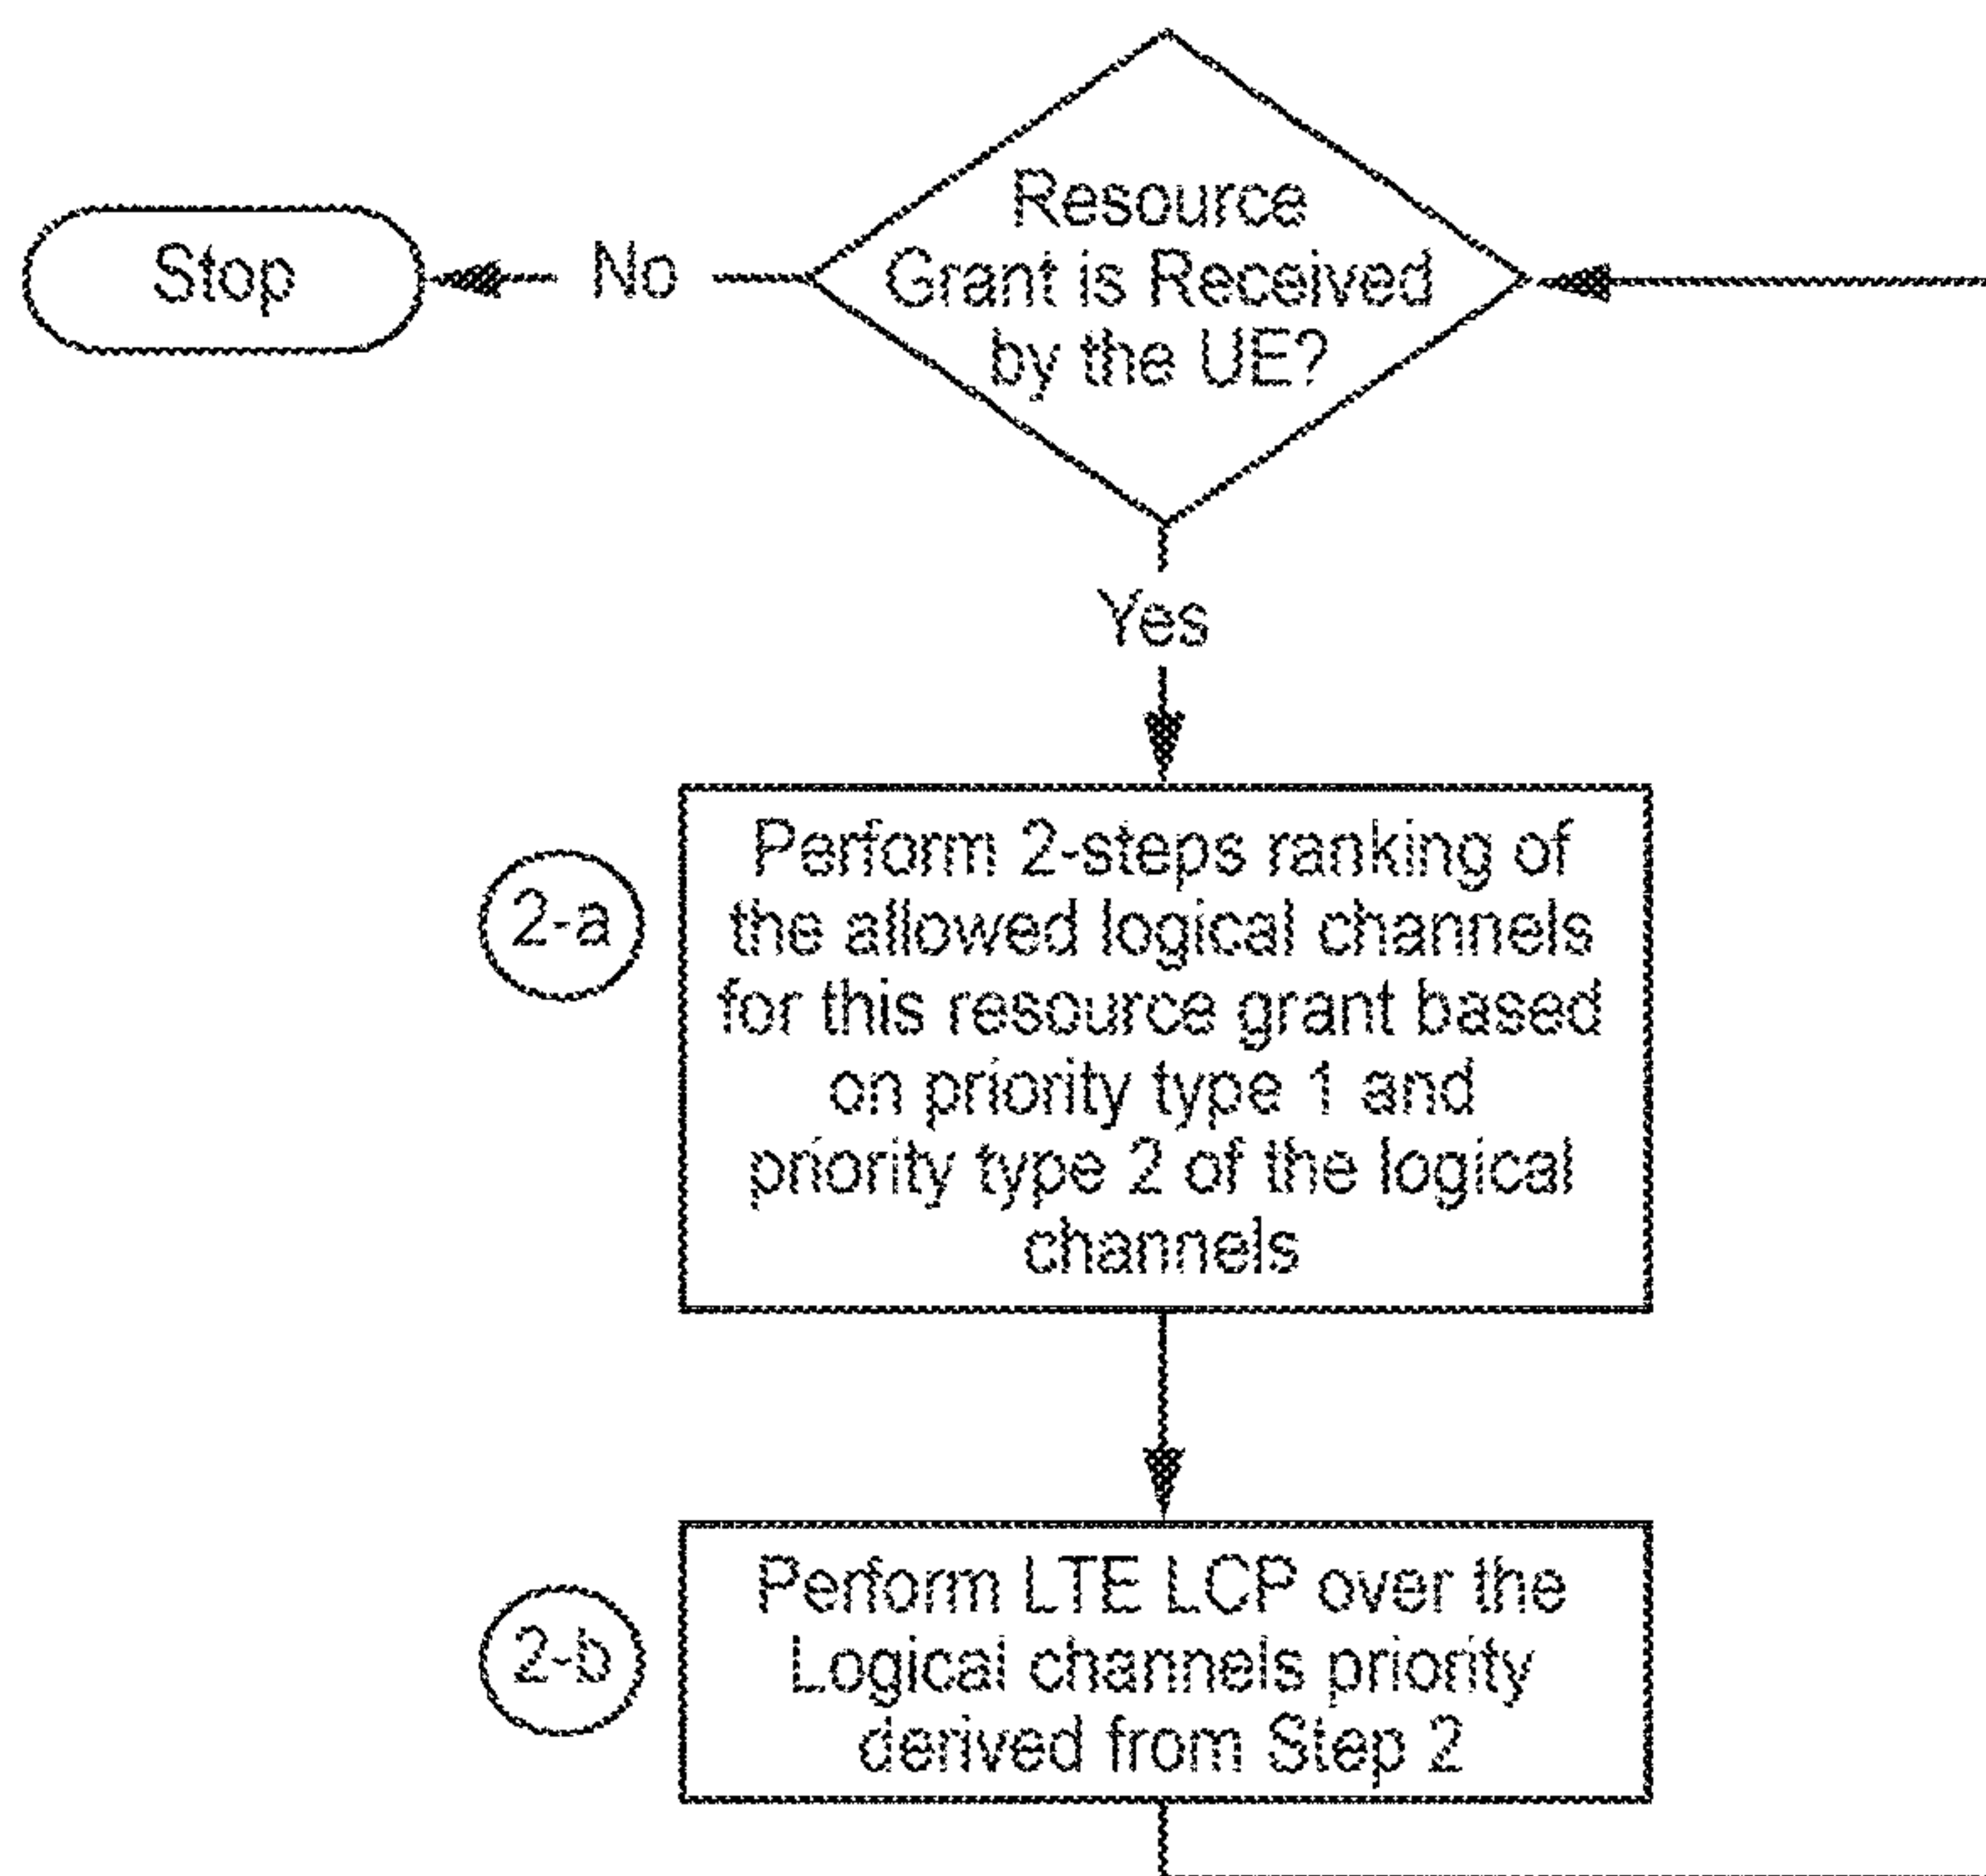 Resource
Grant is Received
by the UE?
Stop
No
Yes
2-a
Perform 2-steps ranking of
the allowed logical channels
for this resource grant based
on priority type 1 and
priority type 2 of the logical
channels
2-b
Perform LTE LCP over the
Logical channels priority
derived from Step 2